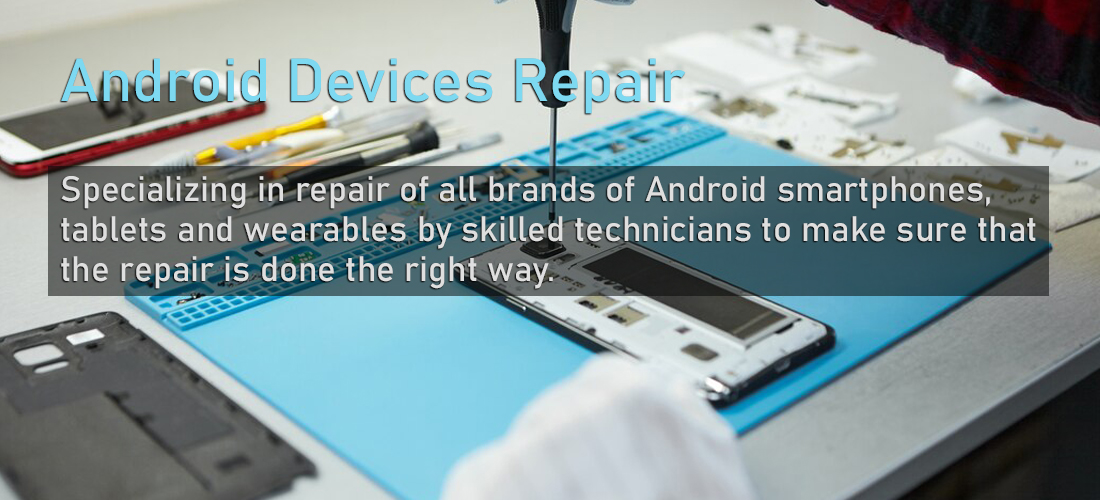 Android Devices Repair
Specializing in repair of all brands of Android smartphones,
tablets and wearables by skilled technicians to make sure that
the repair is done the right way.